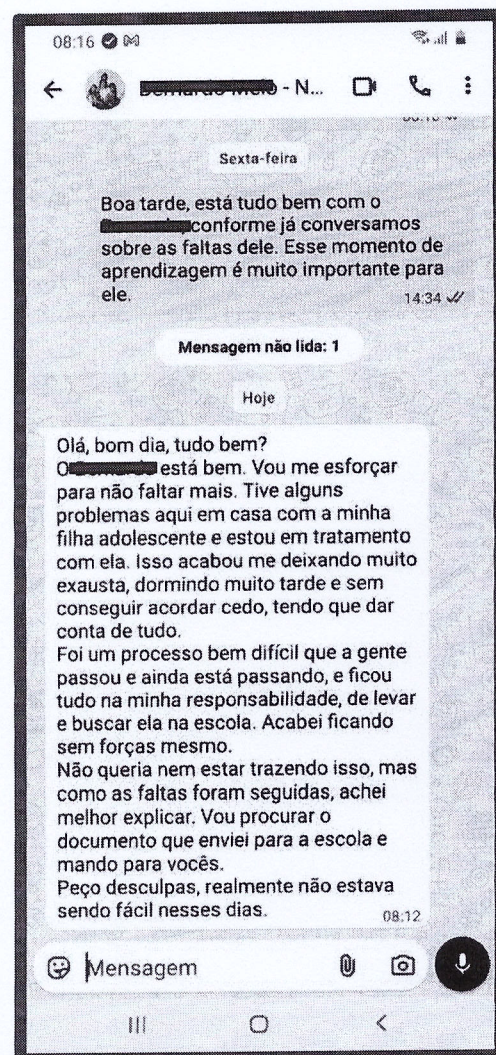 08:16
- N...
Sexta-feira
Boa tarde, está tudo bem com o
conforme já conversamos
sobre as faltas dele. Esse momento de
aprendizagem é muito importante para
ele.
14:34
Mensagem não lida: 1
Hoje
Olá, bom dia, tudo bem?
O está bem. Vou me esforçar
para não faltar mais. Tive alguns
problemas aqui em casa com a minha
filha adolescente e estou em tratamento
com ela. Isso acabou me deixando muito
exausta, dormindo muito tarde e sem
conseguir acordar cedo, tendo que dar
conta de tudo.
Foi um processo bem difícil que a gente
passou e ainda está passando, e ficou
tudo na minha responsabilidade, de levar
e buscar ela na escola. Acabei ficando
sem forças mesmo.
Não queria nem estar trazendo isso, mas
como as faltas foram seguidas, achei
melhor explicar. Vou procurar o
documento que enviei para a escola e
mando para vocês.
Peço desculpas, realmente não estava
sendo fácil nesses dias.
08:12
Mensagem